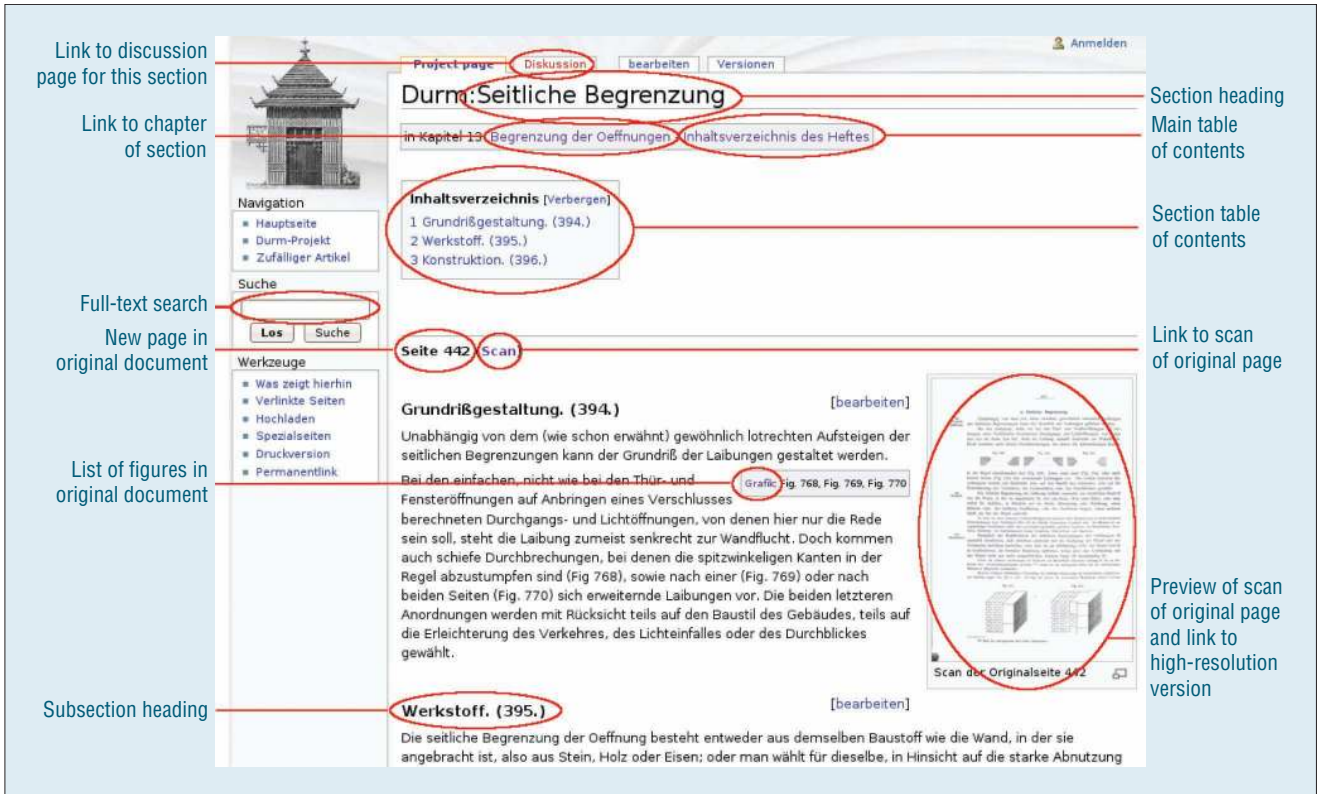 Link to discussion
page for this section
Link to chapter
of section
Full-text search
New page in
original document
List of figures in
original document
Subsection heading
Anmelden
Project page Diskussion bearbeiten Versionen
Durm:Seitliche Begrenzung
in Kapitel 13 Begrenzung der Oeffnungen Inhaltsverzeichnis des Heftes
Navigation
Hauptseite
Durm-Projekt
Zufälliger Artikel
Suche
Los Suche
Werkzeuge
Was zeigt hierhin
Verlinkte Seiten
Hochladen
Spezialseiten
Druckversion
Permanentlink
Inhaltsverzeichnis [Verbergen]
1 Grundrißgestaltung. (394.)
2 Werkstoff. (395.)
3 Konstruktion. (396.)
Seite 442 [Scan]
Grundrißgestaltung. (394.) [bearbeiten]
Unabhängig von dem (wie schon erwähnt) gewöhnlich lotrechten Aufsteigen der
seitlichen Begrenzungen kann der Grundriß der Laibungen gestaltet werden.
Bei den einfachen, nicht wie bei den Thür- und
Grafik: Fig. 768, Fig. 769, Fig. 770
Fensteröffnungen auf Anbringen eines Verschlusses
berechneten Durchgangs- und Lichtöffnungen, von denen hier nur die Rede
sein soll, steht die Laibung zumeist senkrecht zur Wandflucht. Doch kommen
auch schiefe Durchbrechungen, bei denen die spitzwinkeligen Kanten in der
Regel abzustumpfen sind (Fig 768), sowie nach einer (Fig. 769) oder nach
beiden Seiten (Fig. 770) sich erweiternde Laibungen vor. Die beiden letzteren
Anordnungen werden mit Rücksicht teils auf den Baustil des Gebäudes, teils auf
die Erleichterung des Verkehres, des Lichteinfalles oder des Durchblickes
gewählt.
Scan der Originalseite 442
Werkstoff. (395.) [bearbeiten]
Die seitliche Begrenzung der Oeffnung besteht entweder aus demselben Baustoff wie die Wand, in der sie
angebracht ist, also aus Stein, Holz oder Eisen; oder man wählt für dieselbe, in Hinsicht auf die starke Abnutzung
Section heading
Main table
of contents
Section table
of contents
Link to scan
of original page
Preview of scan
of original page
and link to
high-resolution
version